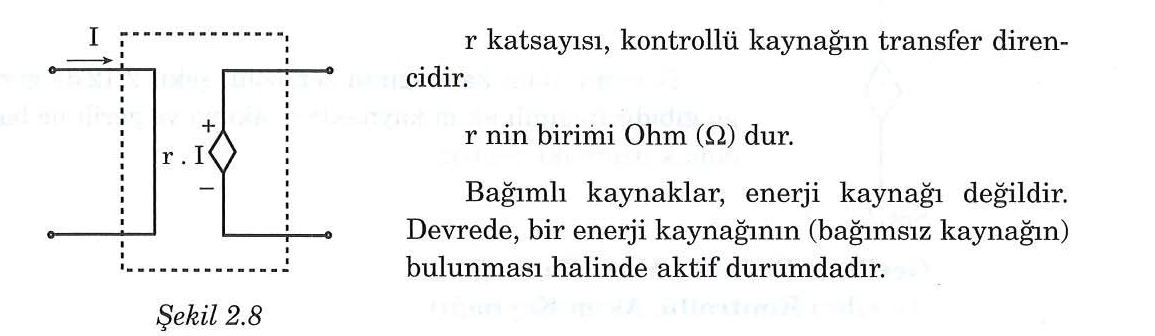 I
+
r . I
−
Şekil 2.8
r katsayısı, kontrollü kaynağın transfer diren-
cidir.
r nin birimi Ohm (Ω) dur.
Bağımlı kaynaklar, enerji kaynağı değildir.
Devrede, bir enerji kaynağının (bağımsız kaynağın)
bulunması halinde aktif durumdadır.